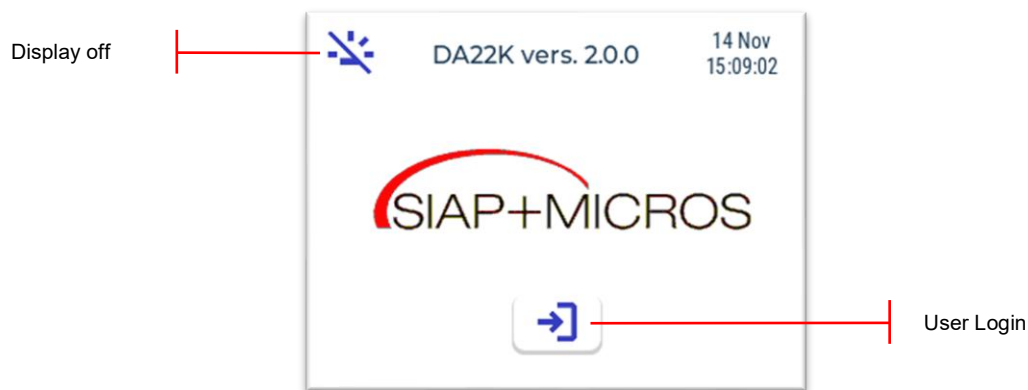 Display off
DA22K vers. 2.0.0
14 Nov
15:09:02
SIAP+MICROS
User Login